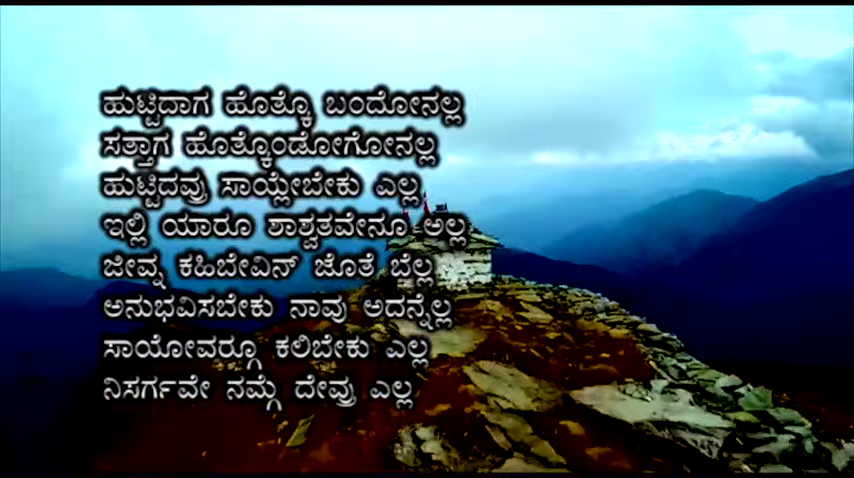 ಹುಟ್ಟಿದಾಗ ಹೊತ್ಕೊ ಬಂದೋನಲ್ಲ
ಸತ್ತಾಗ ಹೊತ್ಕೊಂಡೋಗೋನಲ್ಲ
ಹುಟ್ಟಿದವ್ರು ಸಾಯ್ಲೇಬೇಕು ಎಲ್ಲ
ಇಲ್ಲಿ ಯಾರೂ ಶಾಶ್ವತವೇನೂ ಅಲ್ಲ
ಜೀವ್ನ ಕಹಿಬೇವಿನ್ ಜೊತೆ ಬೆಲ್ಲ
ಅನುಭವಿಸಬೇಕು ನಾವು ಅದನ್ನೆಲ್ಲ
ಸಾಯೋವರ್ಗೂ ಕಲಿಬೇಕು ಎಲ್ಲ
ನಿಸರ್ಗವೇ ನಮ್ಗೆ ದೇವ್ರು ಎಲ್ಲ